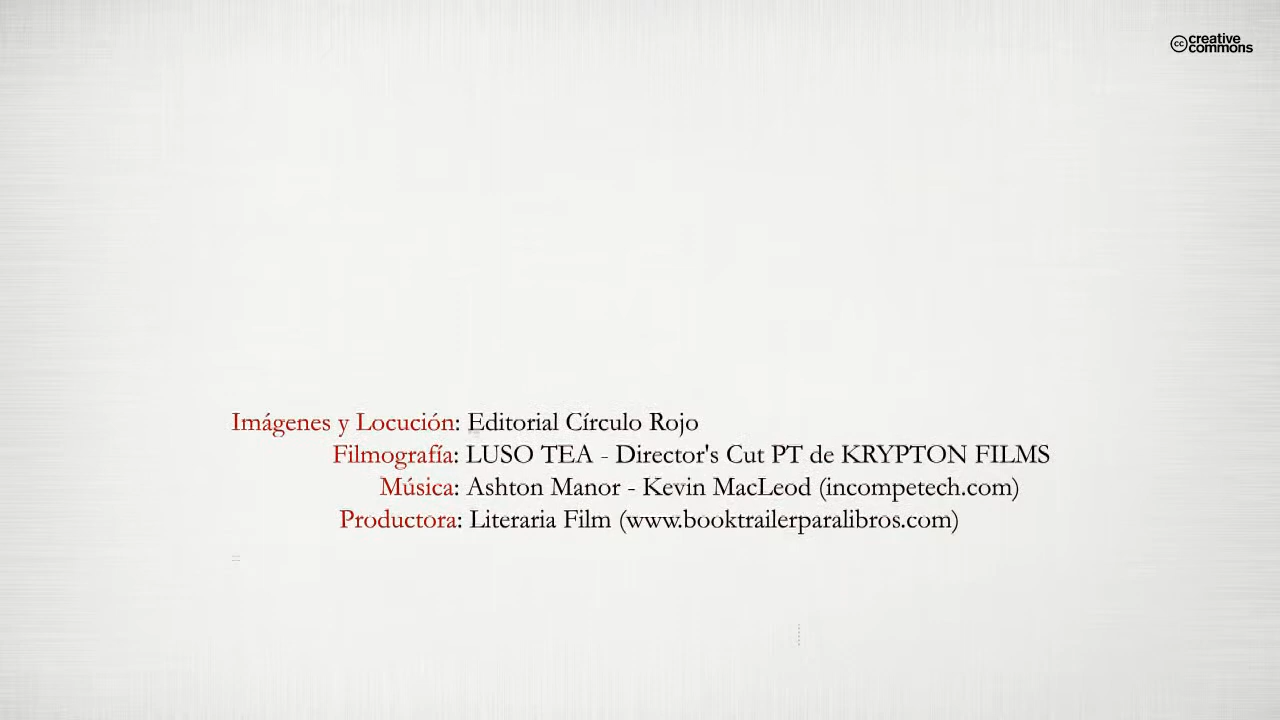 creative
commons
Imágenes y Locución: Editorial Círculo Rojo
Filmografía: LUSO TEA - Director's Cut PT de KRYPTON FILMS
Música: Ashton Manor - Kevin MacLeod (incompetech.com)
Productora: Literaria Film (www.booktrailerparalibros.com)